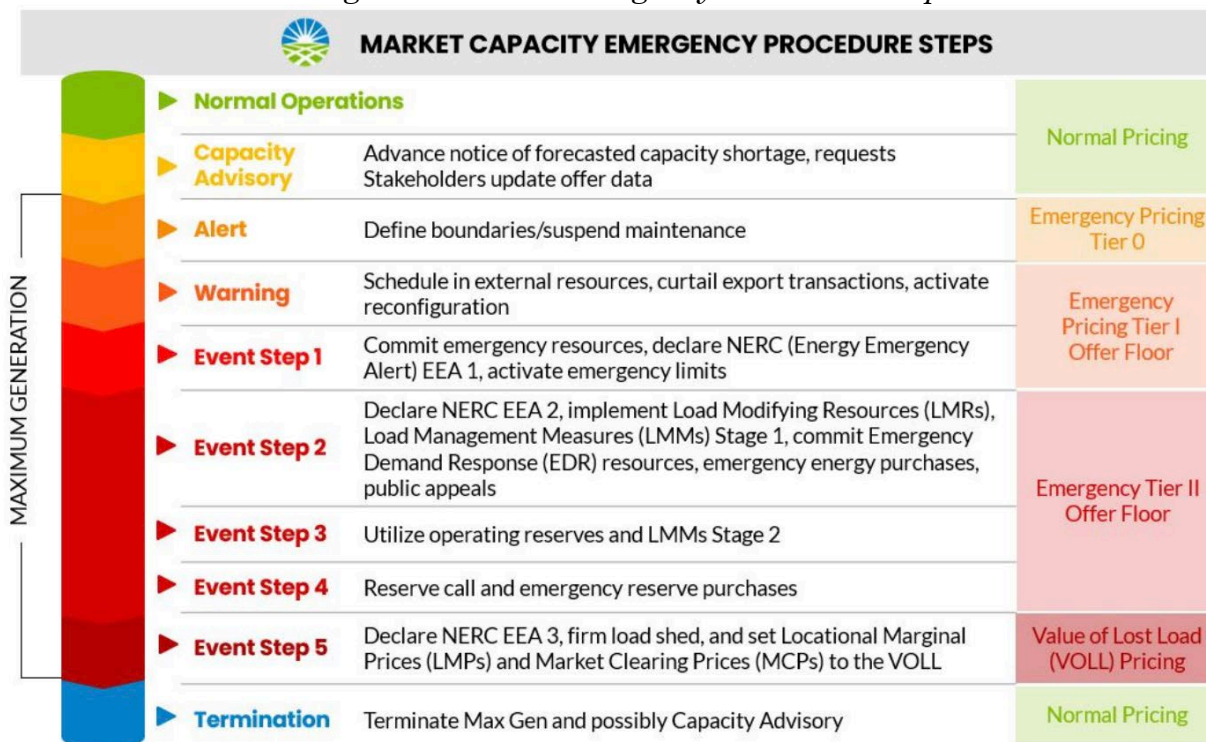 MARKET CAPACITY EMERGENCY PROCEDURE STEPS
Normal Operations
Normal Pricing
Capacity
Advisory
Advance notice of forecasted capacity shortage, requests
Stakeholders update offer data
Alert
Define boundaries/suspend maintenance
Emergency Pricing
Tier 0
Warning
Schedule in external resources, curtail export transactions, activate
reconfiguration
Emergency
Pricing Tier I
Offer Floor
Event Step 1
Commit emergency resources, declare NERC (Energy Emergency
Alert) EEA 1, activate emergency limits
Event Step 2
Declare NERC EEA 2, implement Load Modifying Resources (LMRs),
Load Management Measures (LMMs) Stage 1, commit Emergency
Demand Response (EDR) resources, emergency energy purchases,
public appeals
Emergency Tier II
Offer Floor
Event Step 3
Utilize operating reserves and LMMs Stage 2
Event Step 4
Reserve call and emergency reserve purchases
Event Step 5
Declare NERC EEA 3, firm load shed, and set Locational Marginal
Prices (LMPs) and Market Clearing Prices (MCPs) to the VOLL
Value of Lost Load
(VOLL) Pricing
Termination
Terminate Max Gen and possibly Capacity Advisory
Normal Pricing
MAXIMUM GENERATION